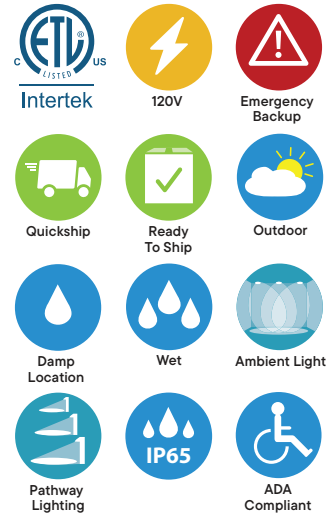 ETL
®
C
US
LISTED
Intertek
120V
Emergency
Backup
Quickship
Ready
To Ship
Outdoor
Damp
Location
Wet
Ambient Light
Pathway
Lighting
IP65
ADA
Compliant